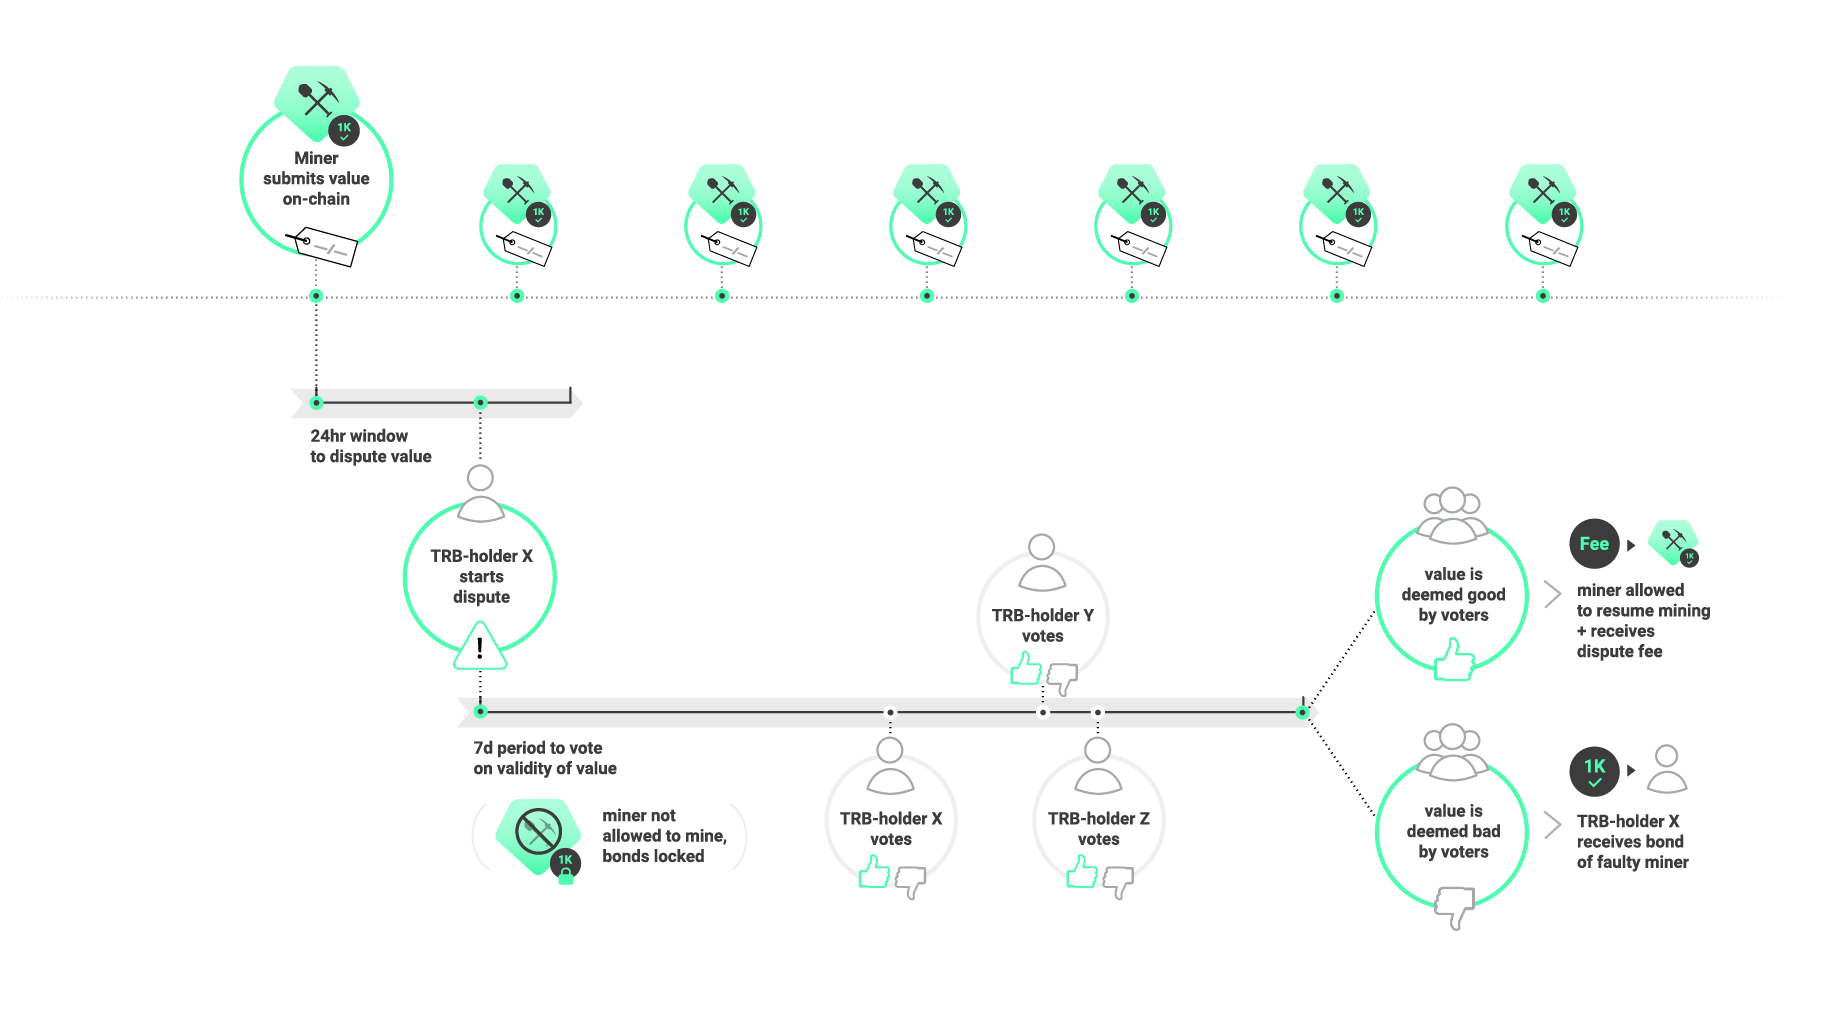 1K
Miner
submits value
on-chain
1K
1K
1K
1K
1K
1K
24hr window
to dispute value
TRB-holder X
starts
dispute
!
TRB-holder Y
votes
7d period to vote
on validity of value
miner not
allowed to mine,
bonds locked
1K
TRB-holder X
votes
TRB-holder Z
votes
value is
deemed good
by voters
Fee
1K
miner allowed
to resume mining
+ receives
dispute fee
value is
deemed bad
by voters
1K
TRB-holder X
receives bond
of faulty miner